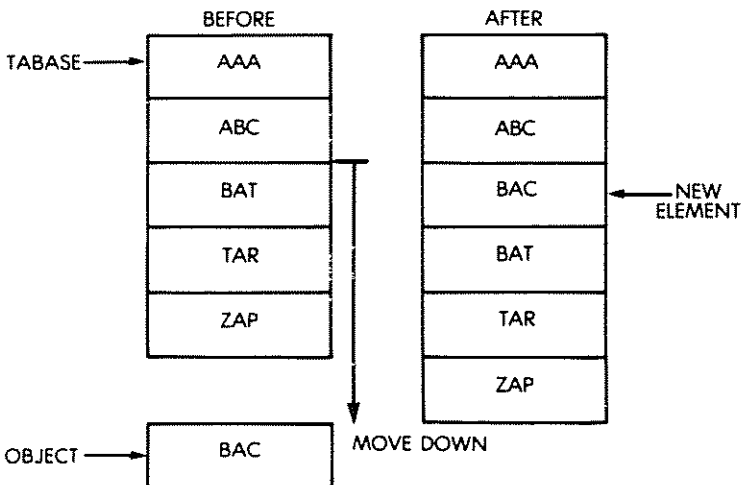 BEFORE
AFTER
TABASE
AAA
AAA
ABC
ABC
BAT
BAC
NEW
ELEMENT
TAR
BAT
ZAP
TAR
ZAP
MOVE DOWN
OBJECT
BAC